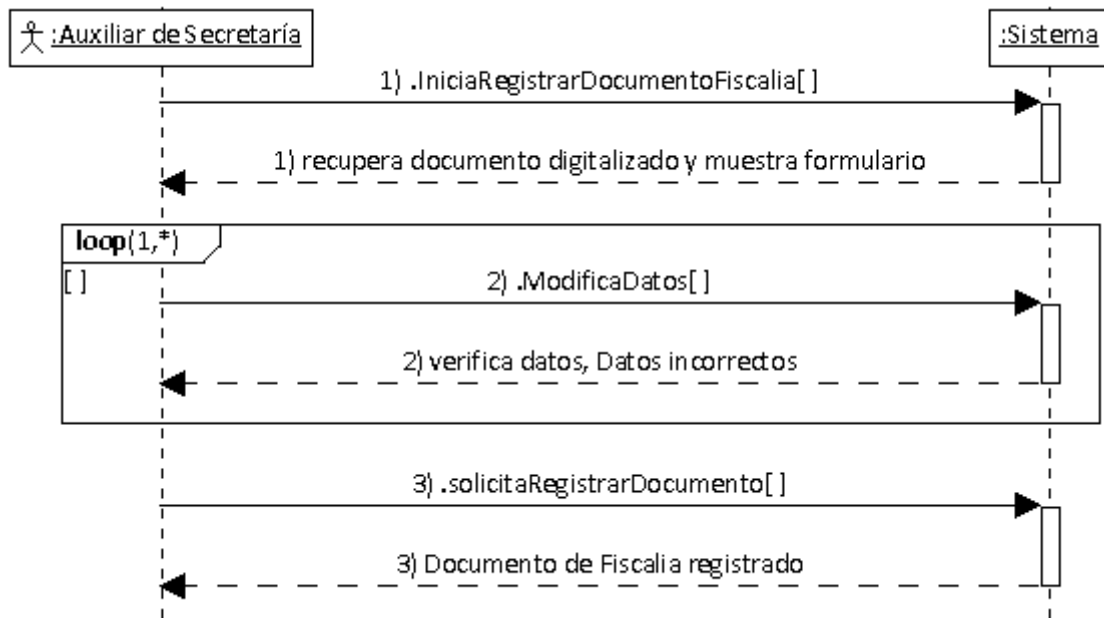 :Auxiliar de Secretaría
:Sistema
1) .IniciaRegistrarDocumentoFiscalia[ ]
1) recupera documento digitalizado y muestra formulario
loop(1,*)
[ ]
2) .ModificaDatos[ ]
2) verifica datos, Datos incorrectos
3) .solicitaRegistrarDocumento[ ]
3) Documento de Fiscalia registrado